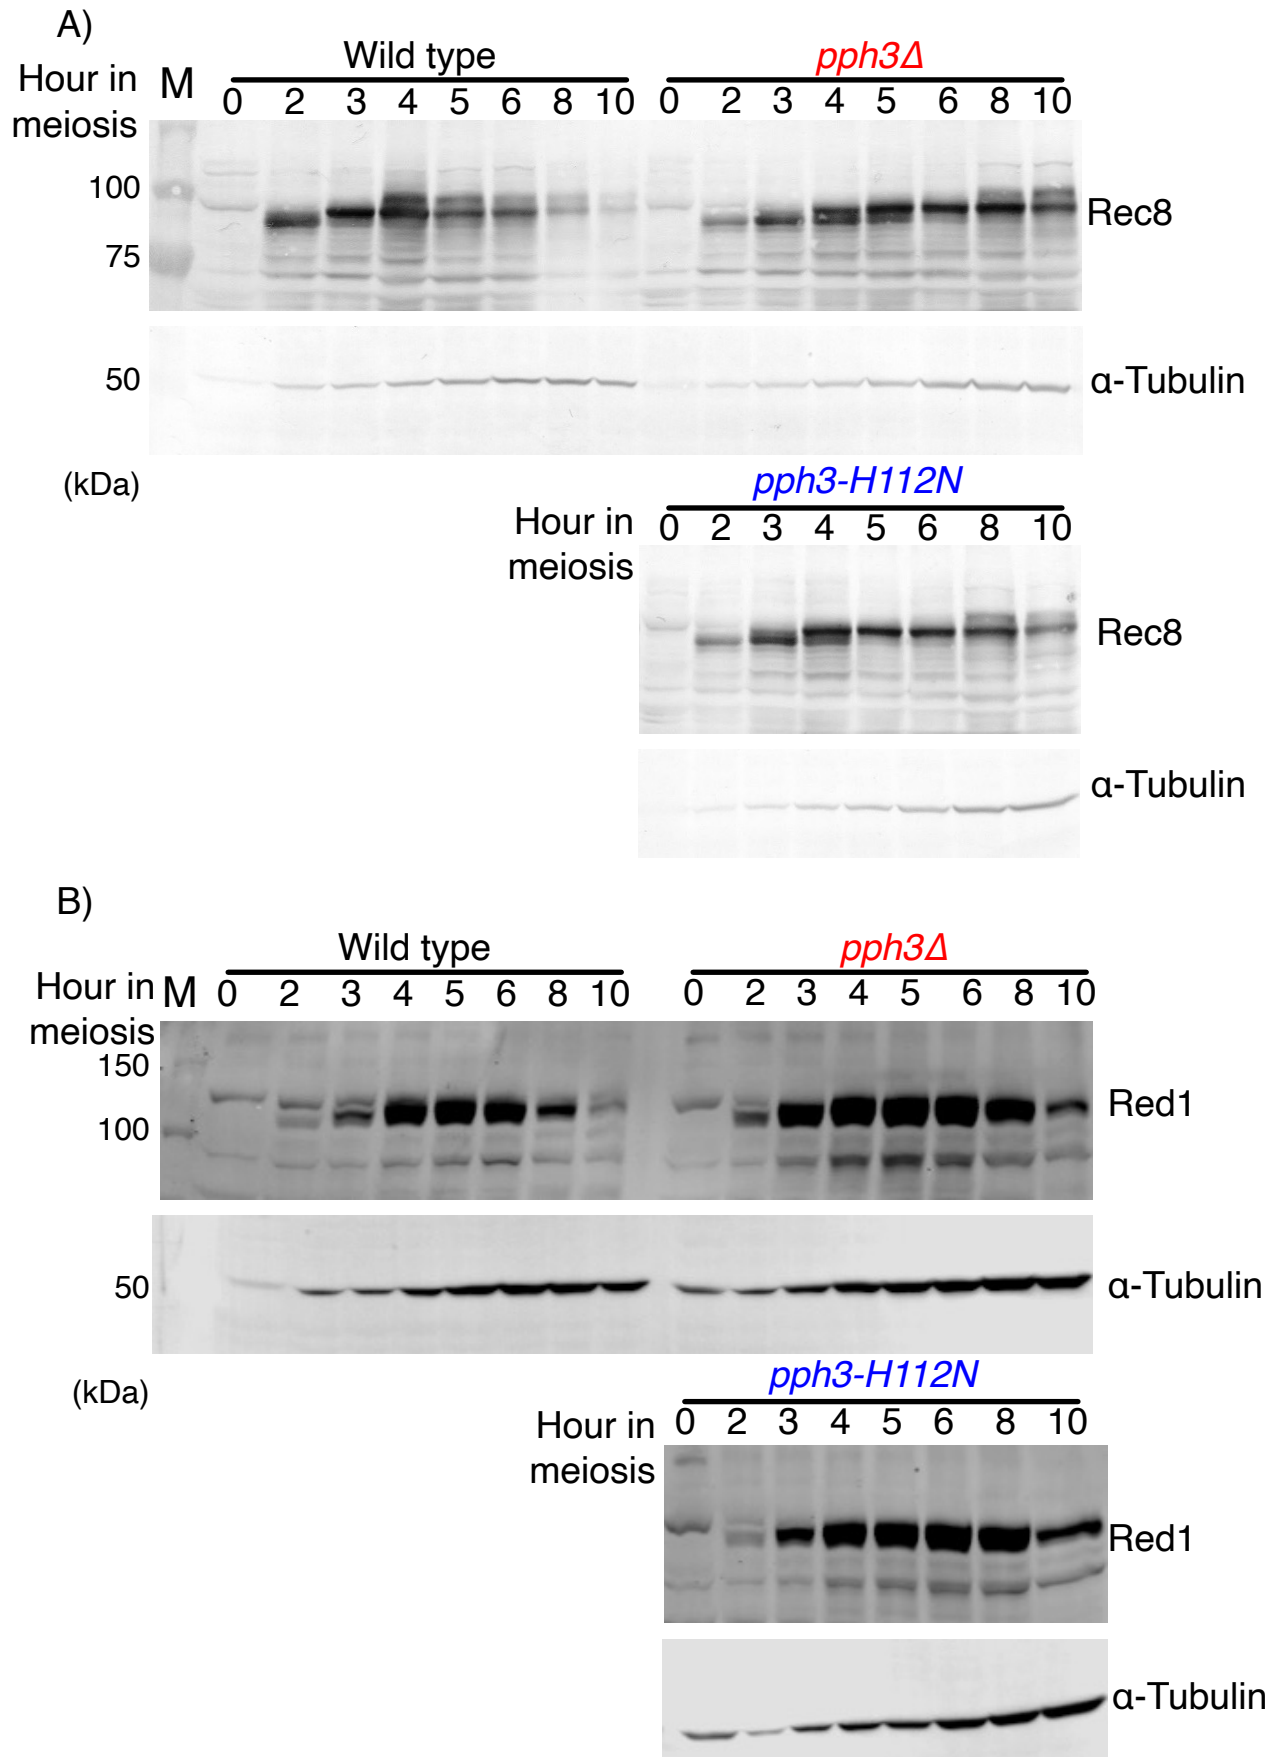 A)
Wild type pph3Δ
Hour in meiosis M 0 2 3 4 5 6 8 10 0 2 3 4 5 6 8 10
100
Rec8
75
50 α-Tubulin
(kDa) pph3-H112N
Hour in meiosis 0 2 3 4 5 6 8 10
Rec8
α-Tubulin
B)
Wild type pph3Δ
Hour in meiosis M 0 2 3 4 5 6 8 10 0 2 3 4 5 6 8 10
150
Red1
100
50 α-Tubulin
(kDa) pph3-H112N
Hour in meiosis 0 2 3 4 5 6 8 10
Red1
α-Tubulin